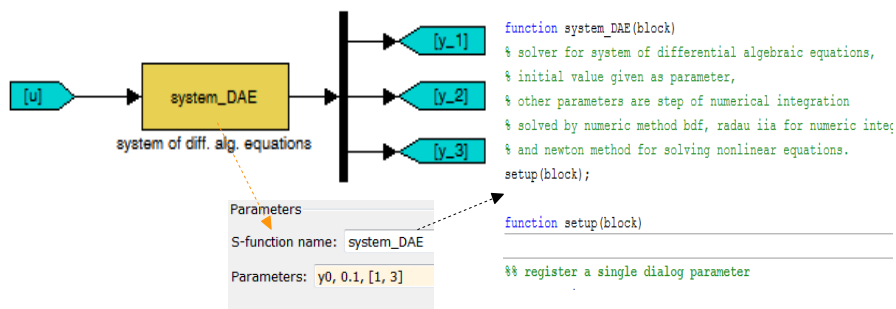 [u]
system_DAE
system of diff. alg. equations
[y_1]
[y_2]
[y_3]
Parameters
S-function name: system_DAE
Parameters: y0, 0.1, [1, 3]
function system_DAE(block)
% solver for system of differential algebraic equations,
% initial value given as parameter,
% other parameters are step of numerical integration
% solved by numeric method bdf, radau iia for numeric integ
% and newton method for solving nonlinear equations.
setup(block);
function setup(block)
%% register a single dialog parameter